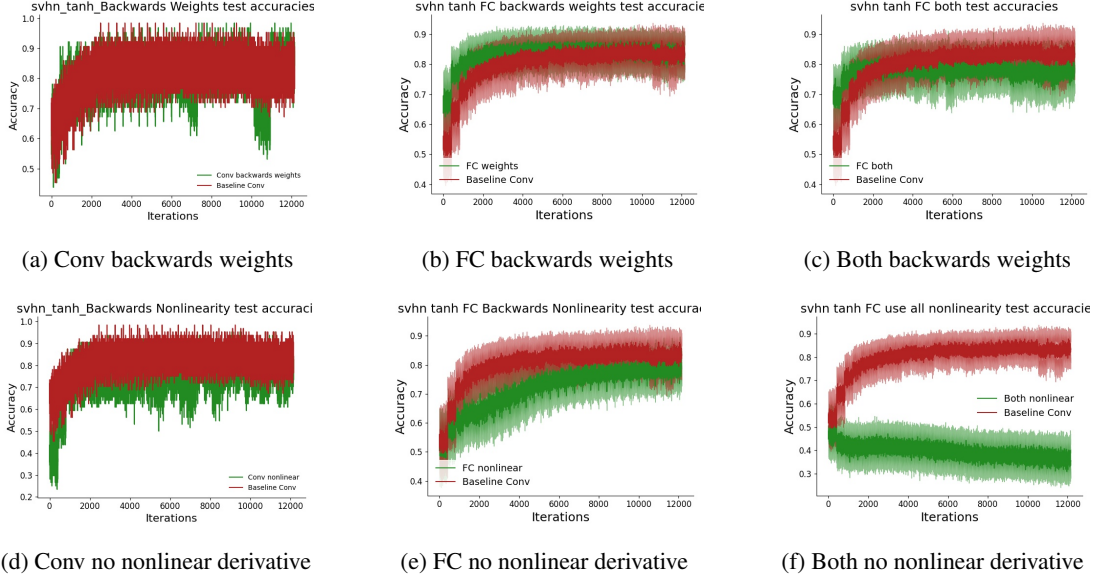 svhn_tanh_Backwards Weights test accuracies
1.0
0.9
0.8
0.7
0.6
0.5
Accuracy
Conv backwards weights
Baseline Conv
0 2000 4000 6000 8000 10000 12000
Iterations
(a) Conv backwards weights
svhn tanh FC backwards weights test accuracies
0.9
0.8
0.7
0.6
0.5
0.4
Accuracy
FC weights
Baseline Conv
0 2000 4000 6000 8000 10000 12000
Iterations
(b) FC backwards weights
svhn tanh FC both test accuracies
0.9
0.8
0.7
0.6
0.5
0.4
Accuracy
FC both
Baseline Conv
0 2000 4000 6000 8000 10000 12000
Iterations
(c) Both backwards weights
svhn_tanh_Backwards Nonlinearity test accuraci
1.0
0.9
0.8
0.7
0.6
0.5
0.4
0.3
0.2
Accuracy
Conv nonlinear
Baseline Conv
0 2000 4000 6000 8000 10000 12000
Iterations
(d) Conv no nonlinear derivative
svhn tanh FC Backwards Nonlinearity test accurac
0.9
0.8
0.7
0.6
0.5
0.4
Accuracy
FC nonlinear
Baseline Conv
0 2000 4000 6000 8000 10000 12000
Iterations
(e) FC no nonlinear derivative
svhn tanh FC use all nonlinearity test accuracie
0.9
0.8
0.7
0.6
0.5
0.4
0.3
Accuracy
Both nonlinear
Baseline Conv
0 2000 4000 6000 8000 10000 12000
Iterations
(f) Both no nonlinear derivative